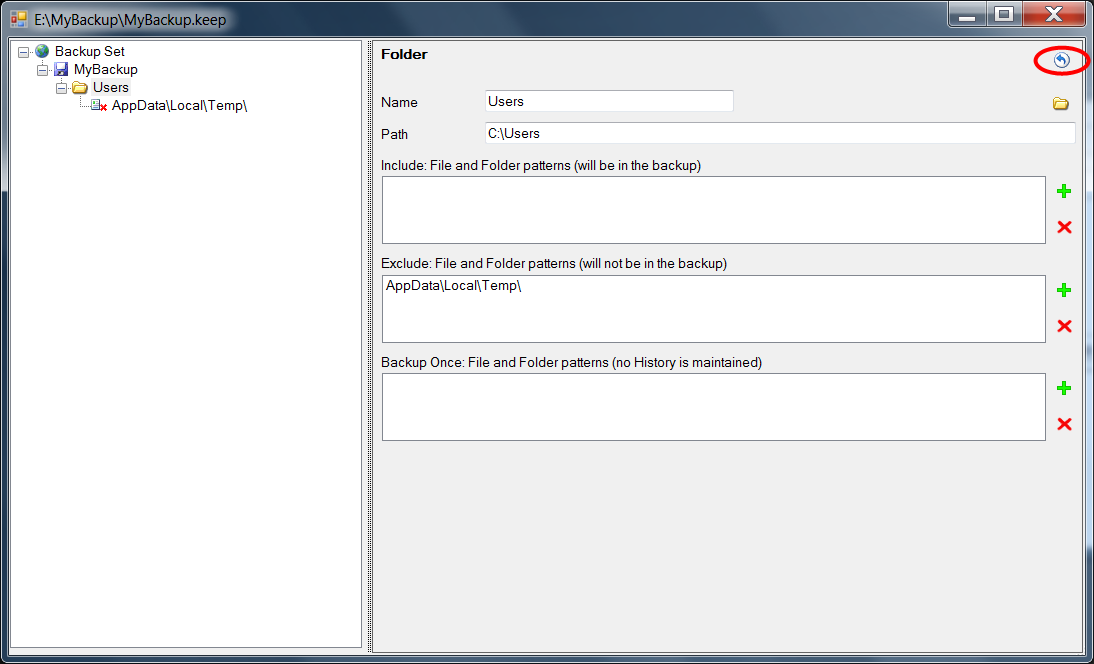 E:\MyBackup\MyBackup.keep
Backup Set
MyBackup
Users
AppData\Local\Temp\
Folder
Name
Users
Path
C:\Users
Include: File and Folder patterns (will be in the backup)
Exclude: File and Folder patterns (will not be in the backup)
AppData\Local\Temp\
Backup Once: File and Folder patterns (no History is maintained)